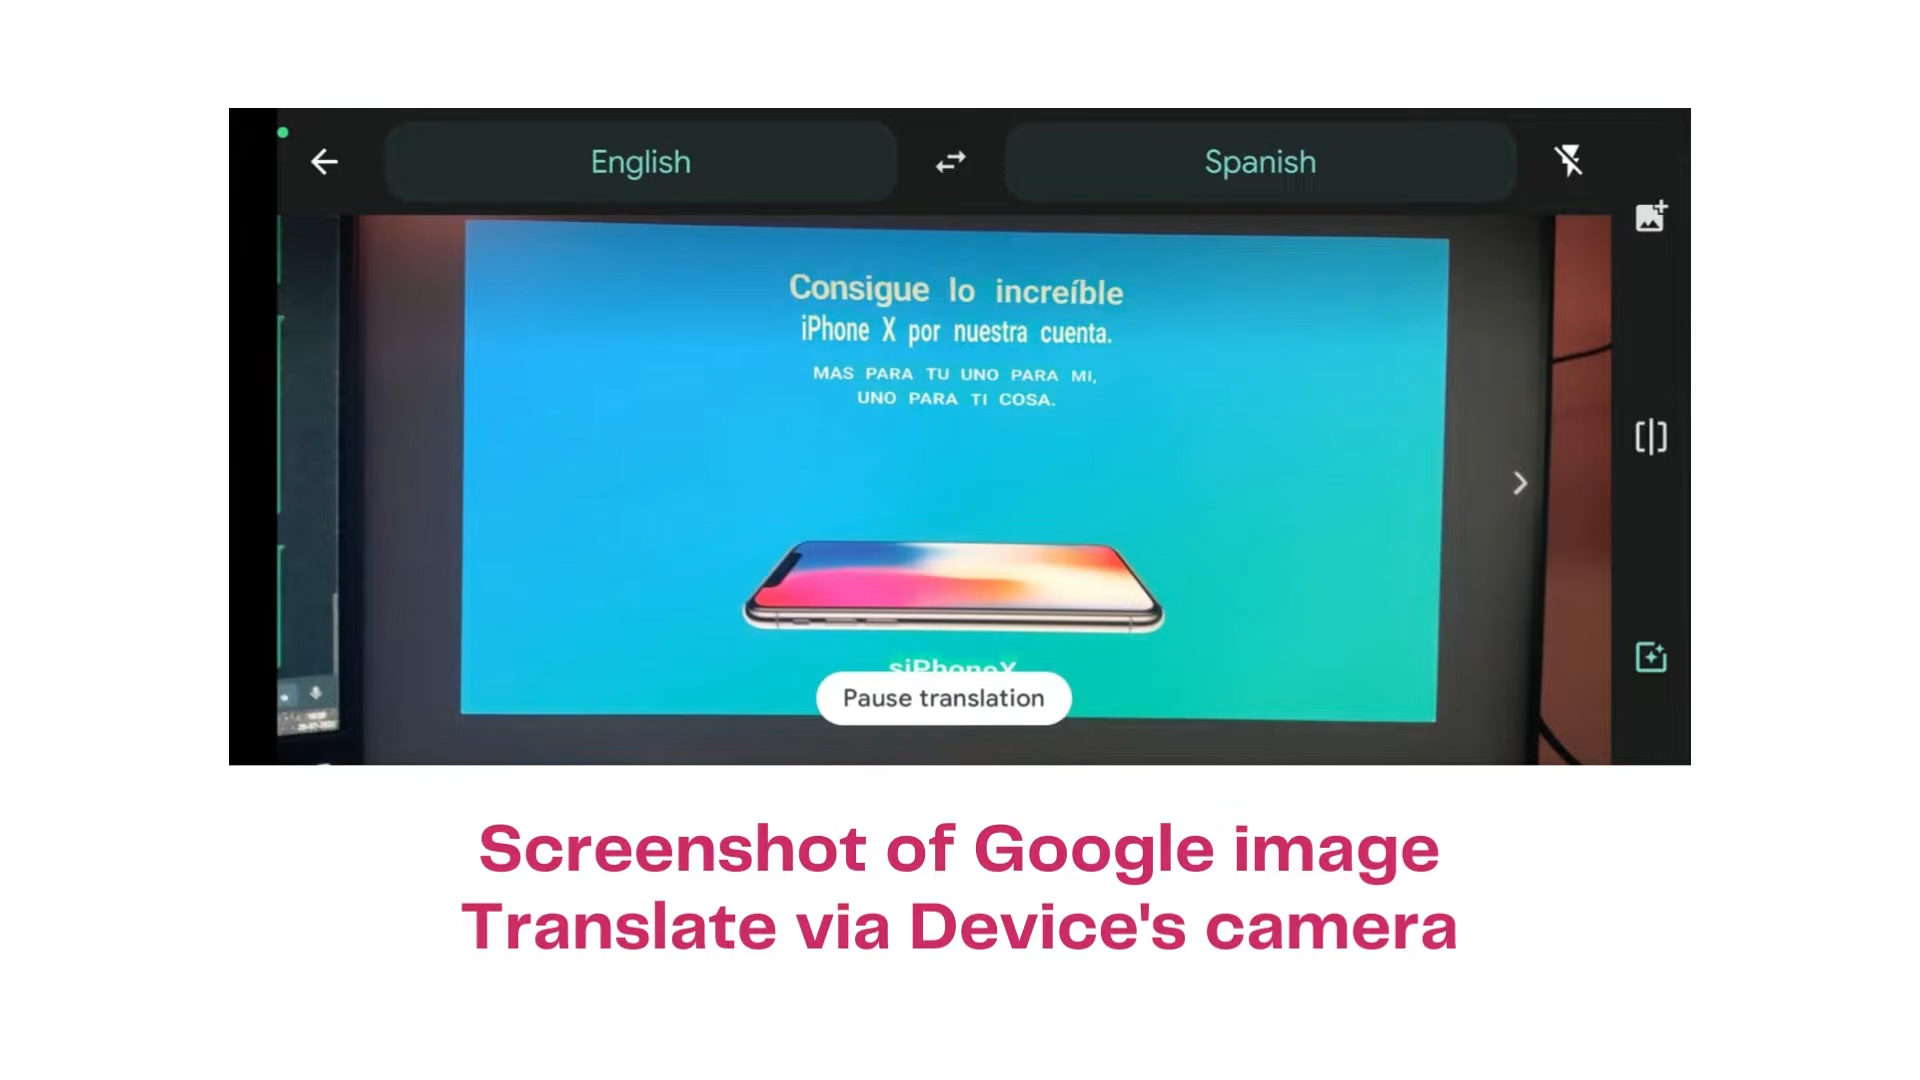 English
Spanish
Consigue lo increíble
iPhone X por nuestra cuenta.
MAS PARA TU UNO PARA MI,
UNO PARA TI COSA.
siPhoneX
Pause translation
Screenshot of Google image
Translate via Device's camera